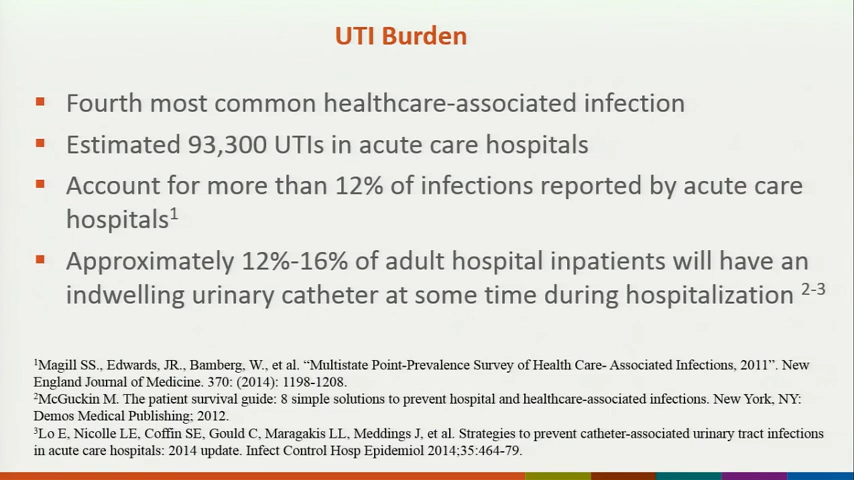 UTI Burden
▪ Fourth most common healthcare-associated infection
▪ Estimated 93,300 UTIs in acute care hospitals
▪ Account for more than 12% of infections reported by acute care
hospitals¹
▪ Approximately 12%-16% of adult hospital inpatients will have an
indwelling urinary catheter at some time during hospitalization ²⁻³
¹Magill SS., Edwards, JR., Bamberg, W., et al. “Multistate Point-Prevalence Survey of Health Care- Associated Infections, 2011”. New
England Journal of Medicine. 370: (2014): 1198-1208.
²McGuckin M. The patient survival guide: 8 simple solutions to prevent hospital and healthcare-associated infections. New York, NY:
Demos Medical Publishing; 2012.
³Lo E, Nicolle LE, Coffin SE, Gould C, Maragakis LL, Meddings J, et al. Strategies to prevent catheter-associated urinary tract infections
in acute care hospitals: 2014 update. Infect Control Hosp Epidemiol 2014;35:464-79.